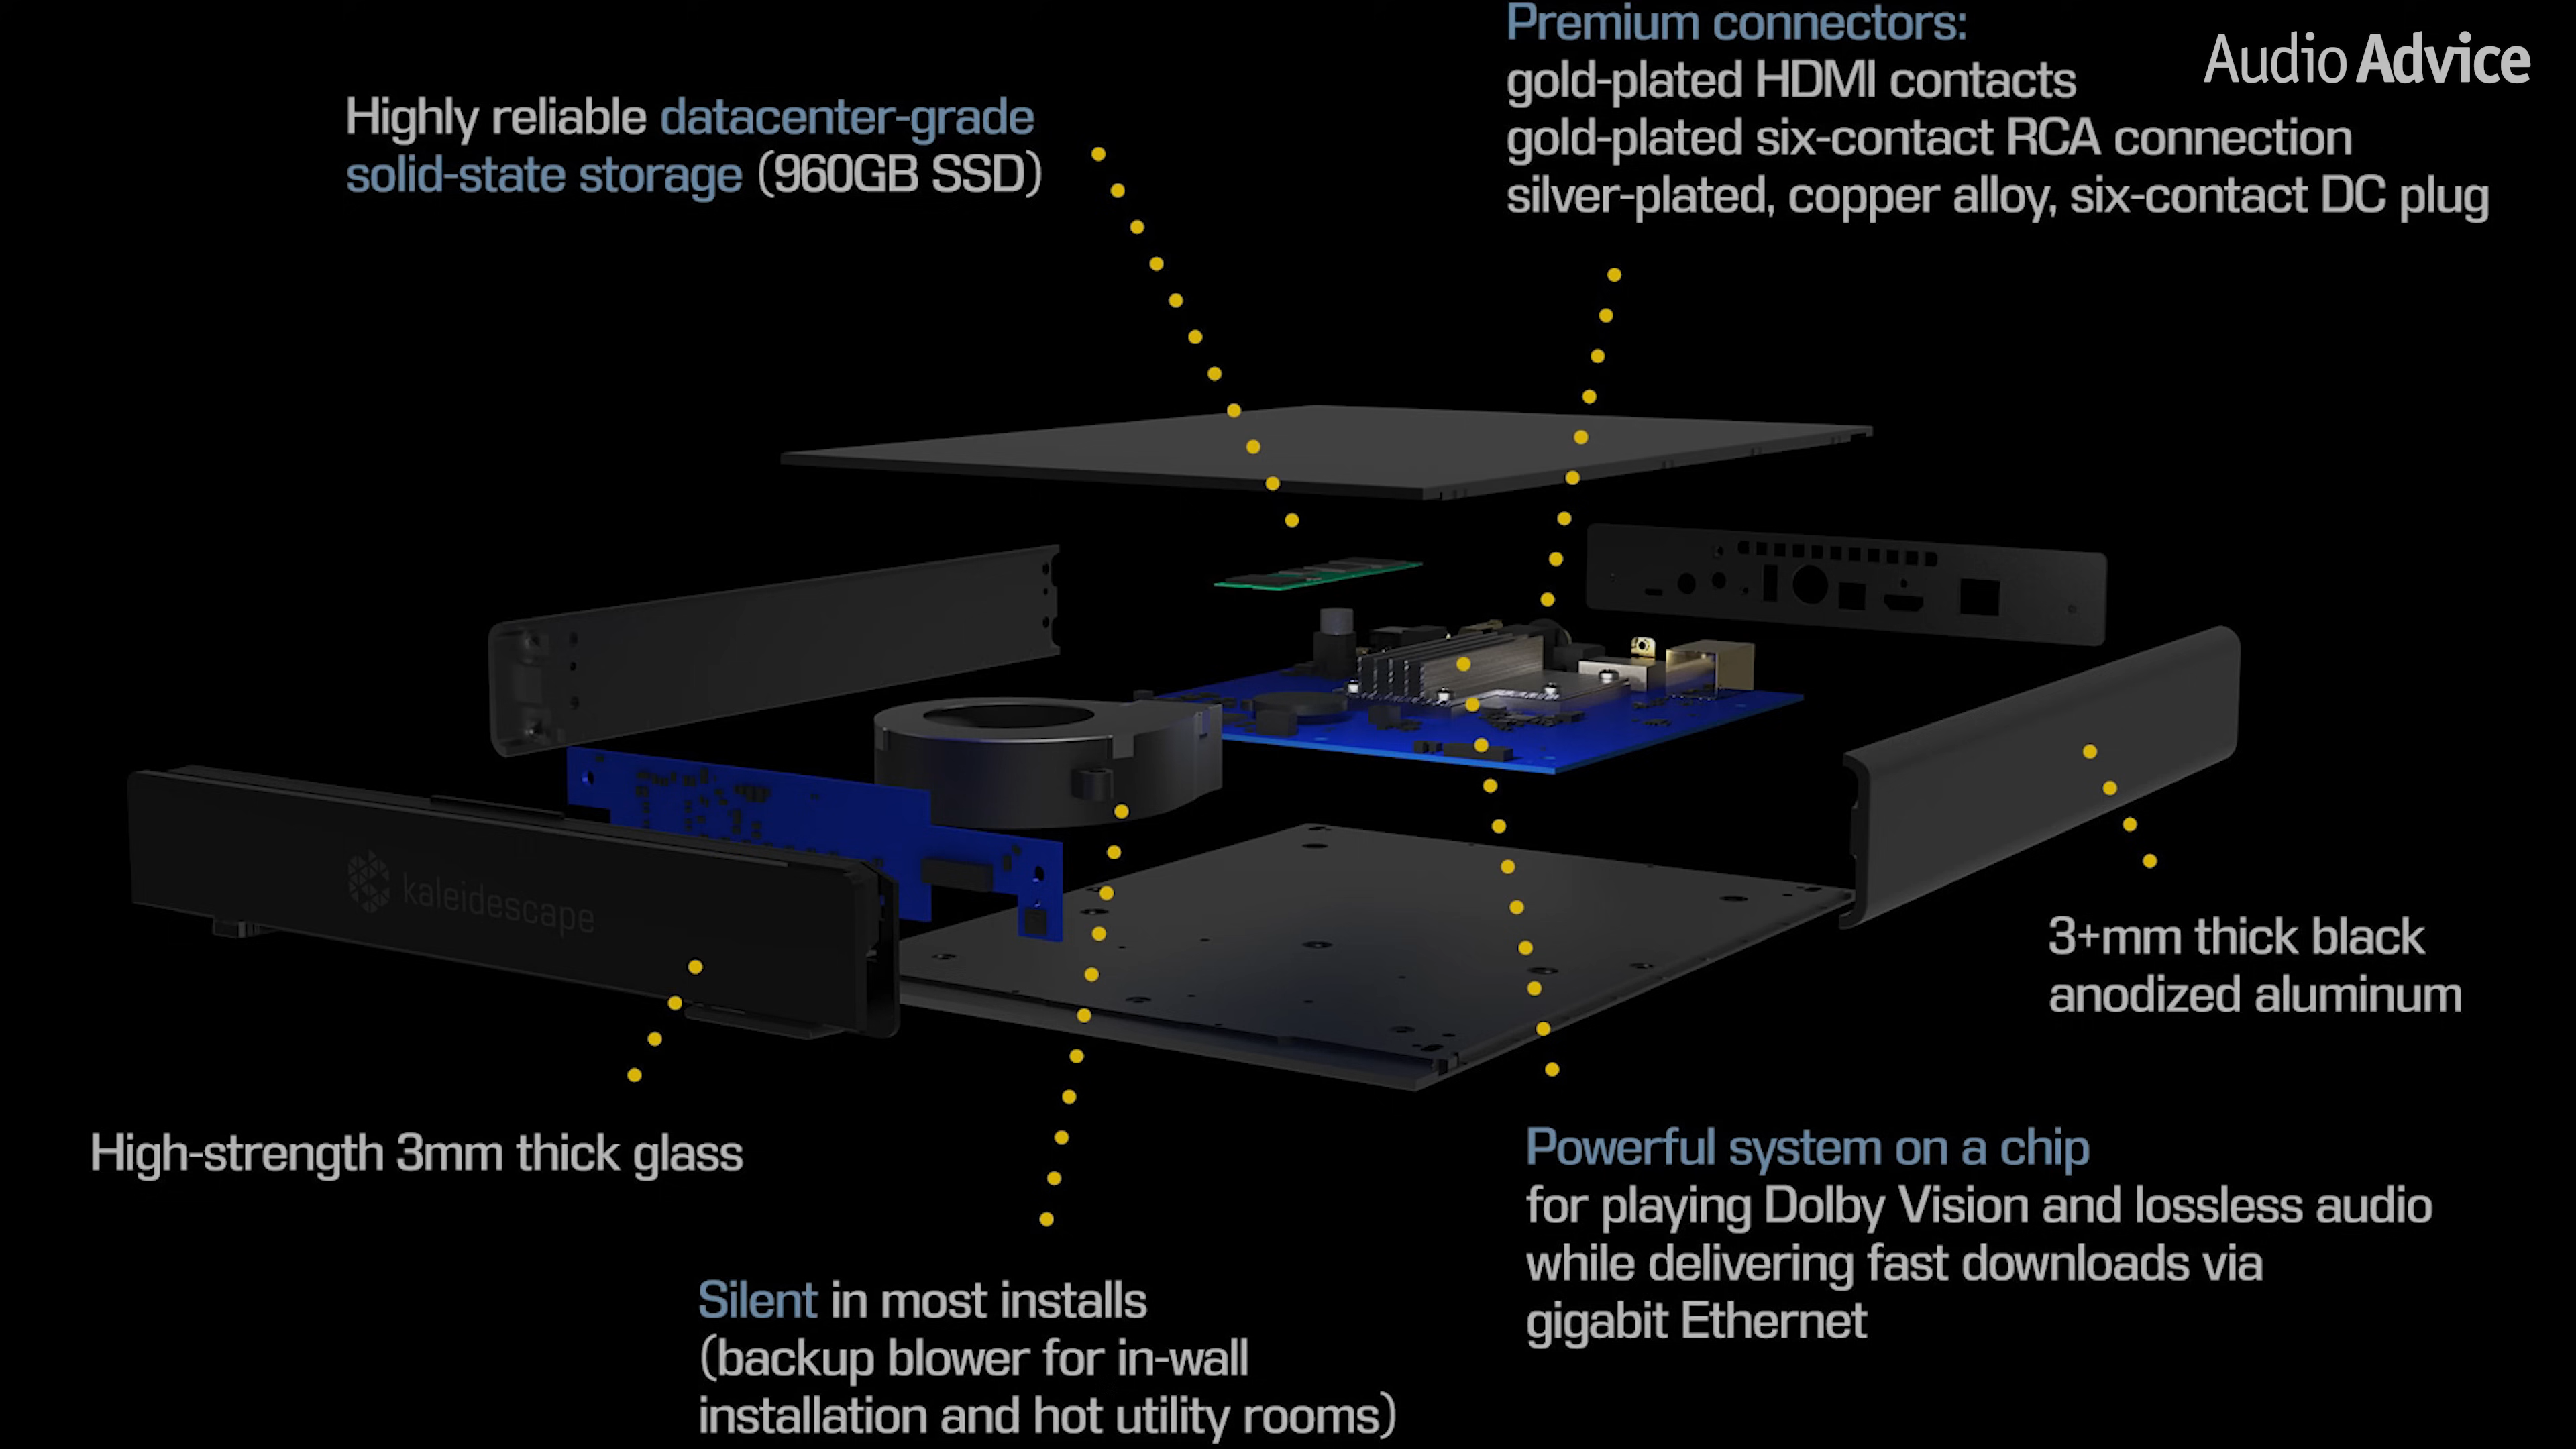 Audio Advice
Highly reliable datacenter-grade
solid-state storage (960GB SSD)
Premium connectors:
gold-plated HDMI contacts
gold-plated six-contact RCA connection
silver-plated, copper alloy, six-contact DC plug
kaleidescape
3+mm thick black
anodized aluminum
High-strength 3mm thick glass
Silent in most installs
(backup blower for in-wall
installation and hot utility rooms)
Powerful system on a chip
for playing Dolby Vision and lossless audio
while delivering fast downloads via
gigabit Ethernet